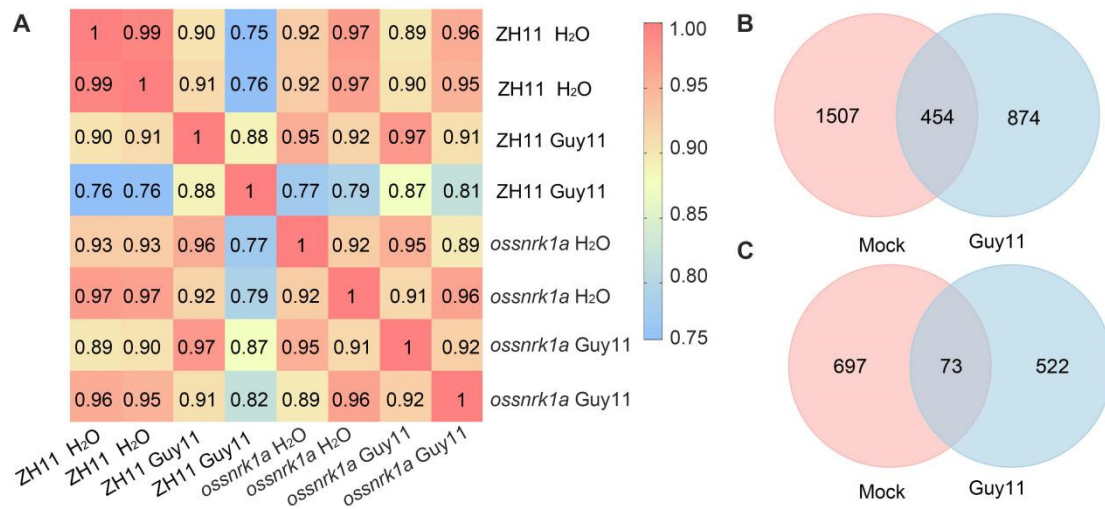 A
1 0.99 0.90 0.75 0.92 0.97 0.89 0.96 ZH11 H₂O
0.99 1 0.91 0.76 0.92 0.97 0.90 0.95 ZH11 H₂O
0.90 0.91 1 0.88 0.95 0.92 0.97 0.91 ZH11 Guy11
0.76 0.76 0.88 1 0.77 0.79 0.87 0.81 ZH11 Guy11
0.93 0.93 0.96 0.77 1 0.92 0.95 0.89 ossnrk1a H₂O
0.97 0.97 0.92 0.79 0.92 1 0.91 0.96 ossnrk1a H₂O
0.89 0.90 0.97 0.87 0.95 0.91 1 0.92 ossnrk1a Guy11
0.96 0.95 0.91 0.82 0.89 0.96 0.92 1 ossnrk1a Guy11
ZH11 H₂O
ZH11 H₂O
ZH11 Guy11
ZH11 Guy11
ossnrk1a H₂O
ossnrk1a H₂O
ossnrk1a Guy11
ossnrk1a Guy11
1.00
0.95
0.90
0.85
0.80
0.75
B
1507 454 874
Mock Guy11
C
697 73 522
Mock Guy11